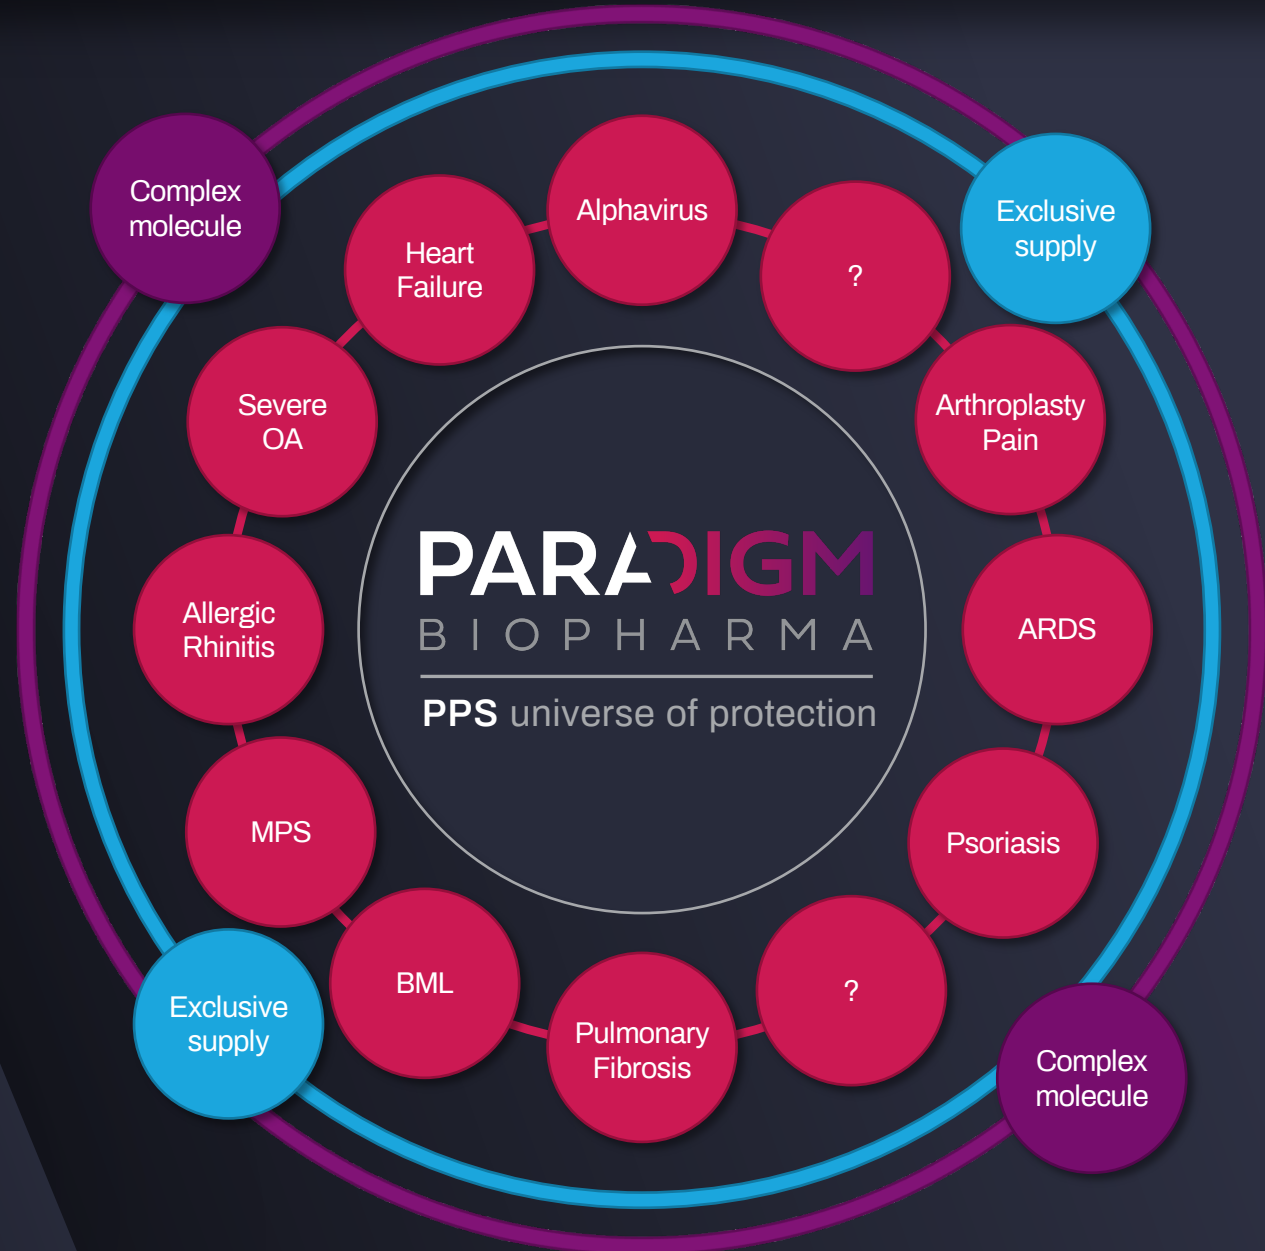 Complex
molecule
Alphavirus
Exclusive
supply
Heart
Failure
?
Severe
OA
Arthroplasty
Pain
PARADIGM
BIOPHARMA
PPS universe of protection
Allergic
Rhinitis
ARDS
MPS
Psoriasis
BML
?
Exclusive
supply
Pulmonary
Fibrosis
Complex
molecule